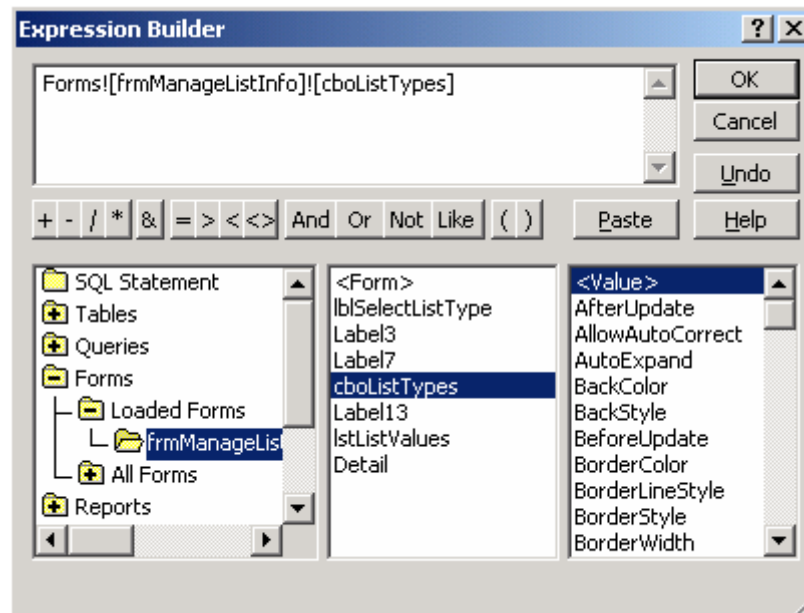 Expression Builder
Forms![frmManageListInfo]![cboListTypes]
OK
Cancel
Undo
+ - / * & = > < <> And Or Not Like ( ) Paste Help
SQL Statement
Tables
Queries
Forms
Loaded Forms
frmManageLis
All Forms
Reports
<Form>
lblSelectListType
Label3
Label7
cboListTypes
Label13
lstListValues
Detail
<Value>
AfterUpdate
AllowAutoCorrect
AutoExpand
BackColor
BackStyle
BeforeUpdate
BorderColor
BorderLineStyle
BorderStyle
BorderWidth